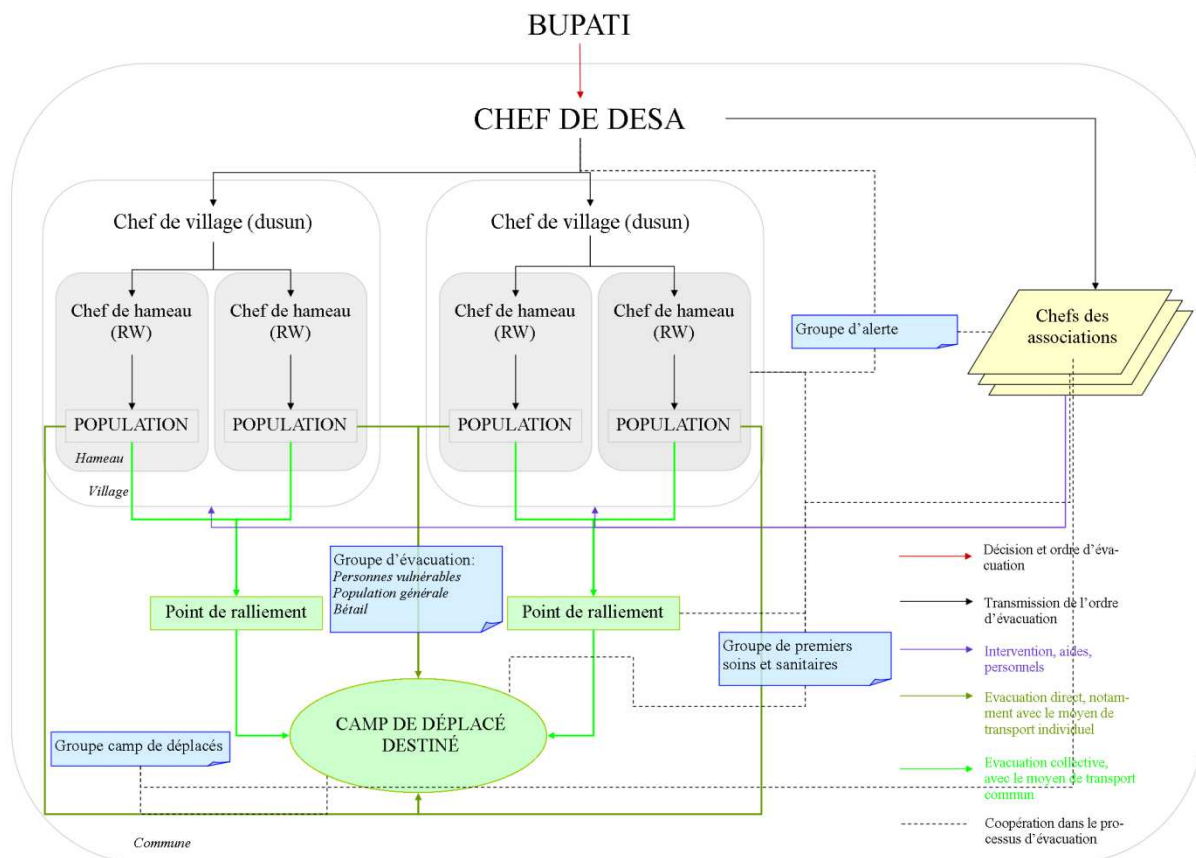 BUPATI
CHEF DE DESA
Chef de village (dusun)
Chef de village (dusun)
Chef de hameau
(RW)
Chef de hameau
(RW)
Chef de hameau
(RW)
Chef de hameau
(RW)
Groupe d'alerte
Chefs des
associations
POPULATION
POPULATION
POPULATION
POPULATION
Hameau
Village
Groupe d'évacuation:
Personnes vulnérables
Population générale
Bétail
Point de ralliement
Point de ralliement
Groupe de premiers
soins et sanitaires
CAMP DE DÉPLACÉ
DESTINÉ
Groupe camp de déplacés
Commune
Décision et ordre d'éva-
cuation
Transmission de l'ordre
d'évacuation
Intervention, aides,
personnels
Evacuation direct, notam-
ment avec le moyen de
transport individuel
Evacuation collective,
avec le moyen de transport
commun
Coopération dans le pro-
cessus d'évacuation